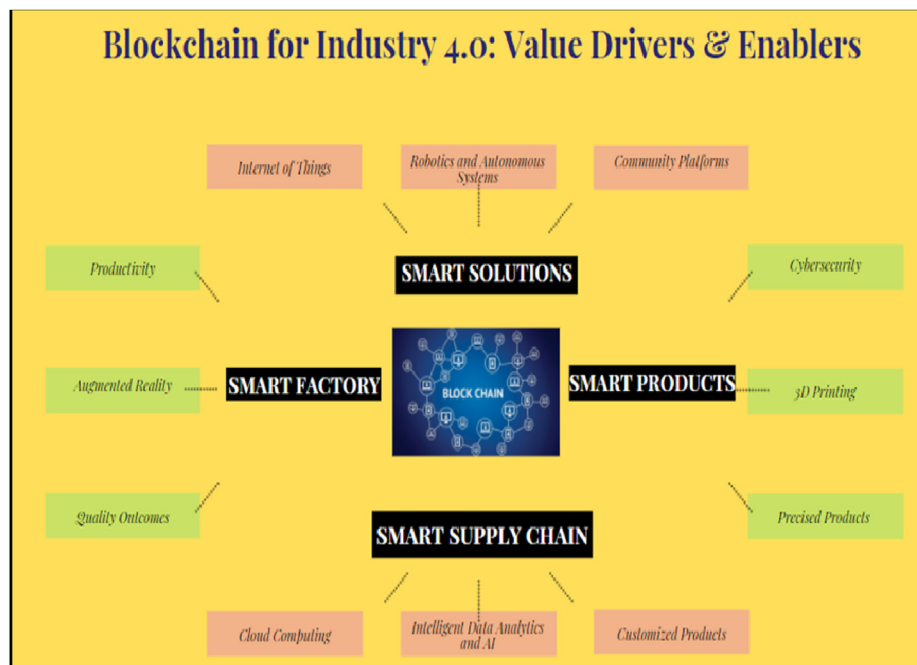 Blockchain for Industry 4.0: Value Drivers & Enablers
Internet of Things
Robotics and Autonomous
Systems
Community Platforms
SMART SOLUTIONS
Productivity
Cybersecurity
SMART FACTORY
BLOCK CHAIN
SMART PRODUCTS
Augmented Reality
3D Printing
Quality Outcomes
Precised Products
SMART SUPPLY CHAIN
Cloud Computing
Intelligent Data Analytics
and AI
Customized Products